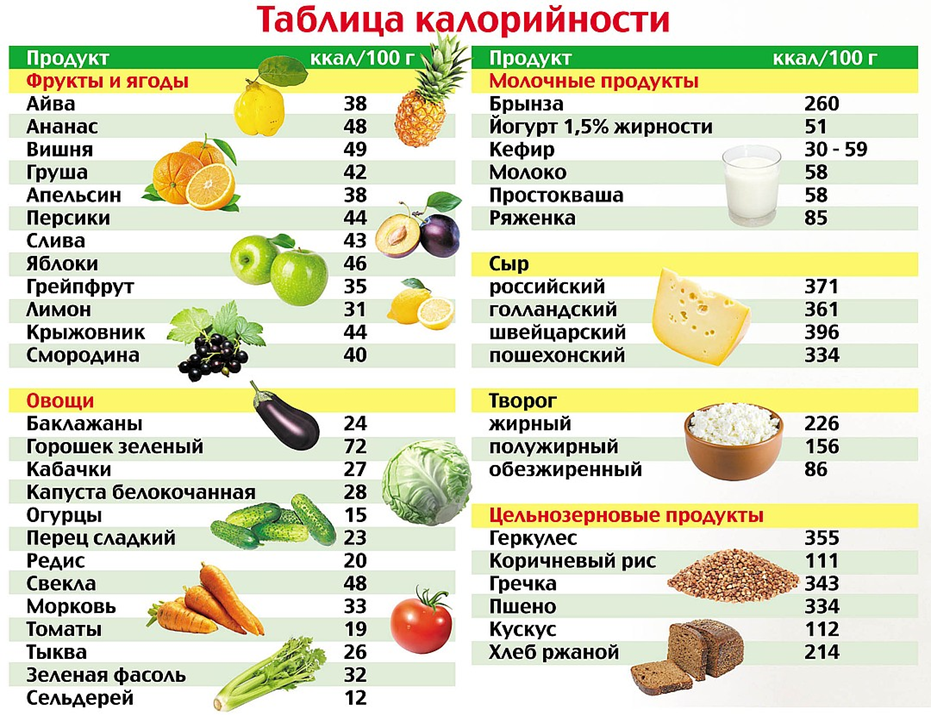 Таблица калорийности
Продукт ккал/100 г
Фрукты и ягоды
Айва 38
Ананас 48
Вишня 49
Груша 42
Апельсин 38
Персики 44
Слива 43
Яблоки 46
Грейпфрут 35
Лимон 31
Крыжовник 44
Смородина 40
Овощи
Баклажаны 24
Горошек зеленый 72
Кабачки 27
Капуста белокочанная 28
Огурцы 15
Перец сладкий 23
Редис 20
Свекла 48
Морковь 33
Томаты 19
Тыква 26
Зеленая фасоль 32
Сельдерей 12
Продукт ккал/100 г
Молочные продукты
Брынза 260
Йогурт 1,5% жирности 51
Кефир 30 - 59
Молоко 58
Простокваша 58
Ряженка 85
Сыр
российский 371
голландский 361
швейцарский 396
пошехонский 334
Творог
жирный 226
полужирный 156
обезжиренный 86
Цельнозерновые продукты
Геркулес 355
Коричневый рис 111
Гречка 343
Пшено 334
Кускус 112
Хлеб ржаной 214